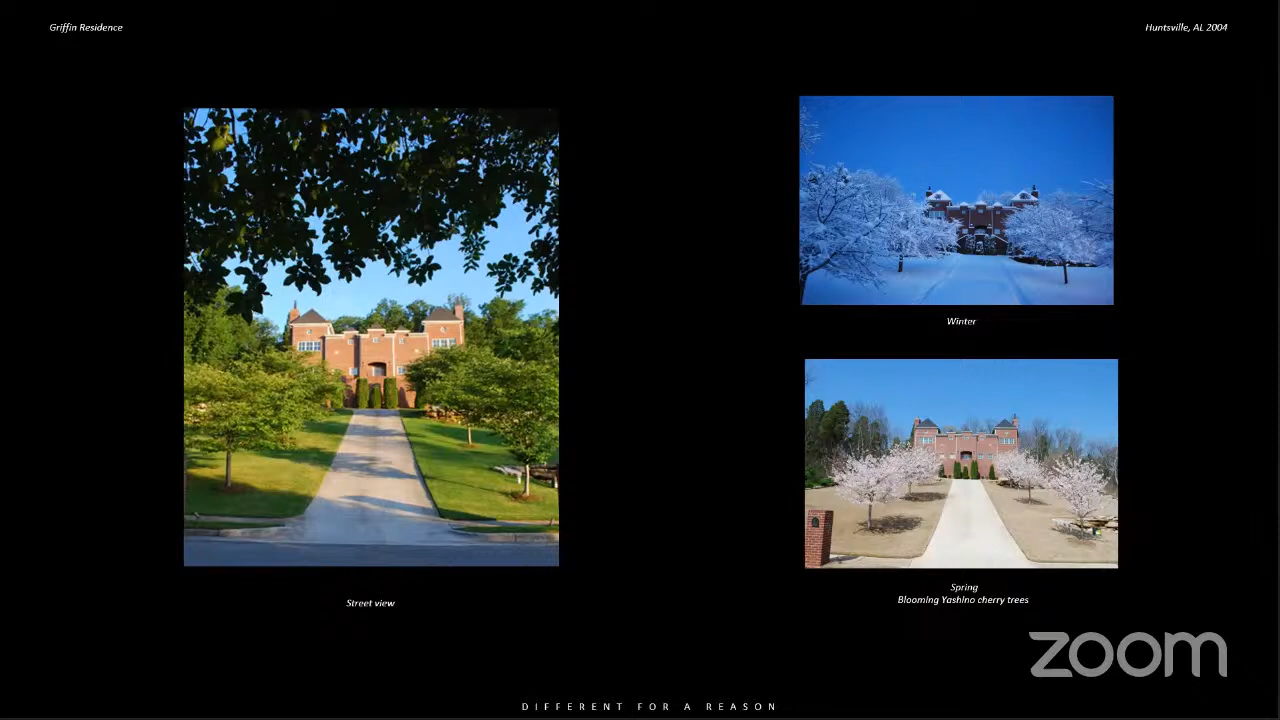 Griffin Residence
Huntsville, AL 2004
Street view
Winter
Spring
Blooming Yashino cherry trees
zoom
DIFFERENT FOR A REASON